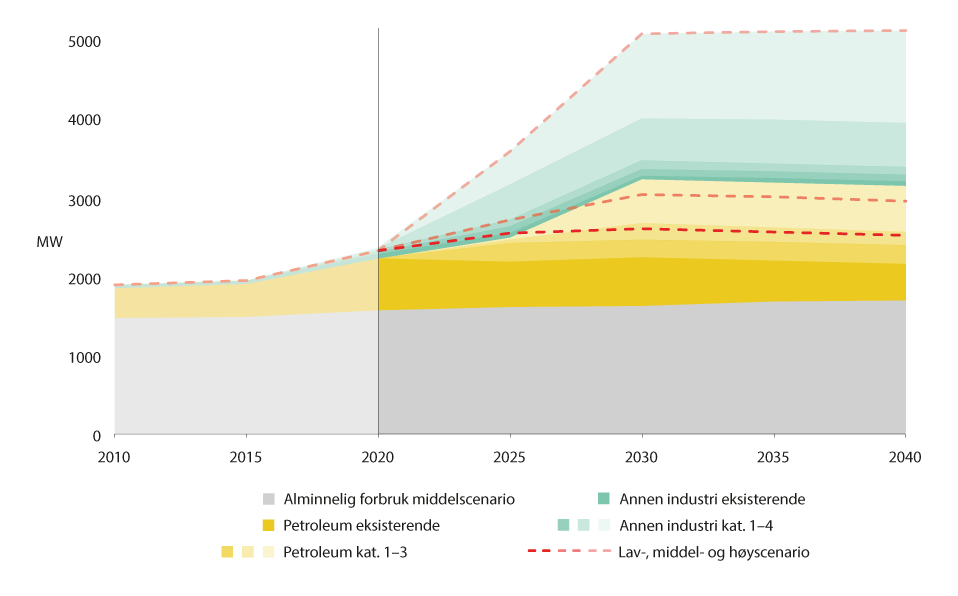 5000
4000
3000
MW
2000
1000
0
2010 2015 2020 2025 2030 2035 2040
Alminnelig forbruk middelscenario
Annen industri eksisterende
Petroleum eksisterende
Annen industri kat. 1–4
Petroleum kat. 1–3
Lav-, middel- og høyscenario